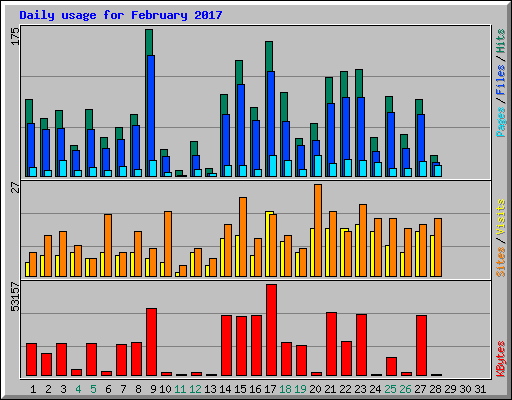 Daily usage for February 2017
175
Pages / Files / Hits
27
Sites / Visits
53157
KBytes
1 2 3 4 5 6 7 8 9 10 11 12 13 14 15 16 17 18 19 20 21 22 23 24 25 26 27 28 29 30 31